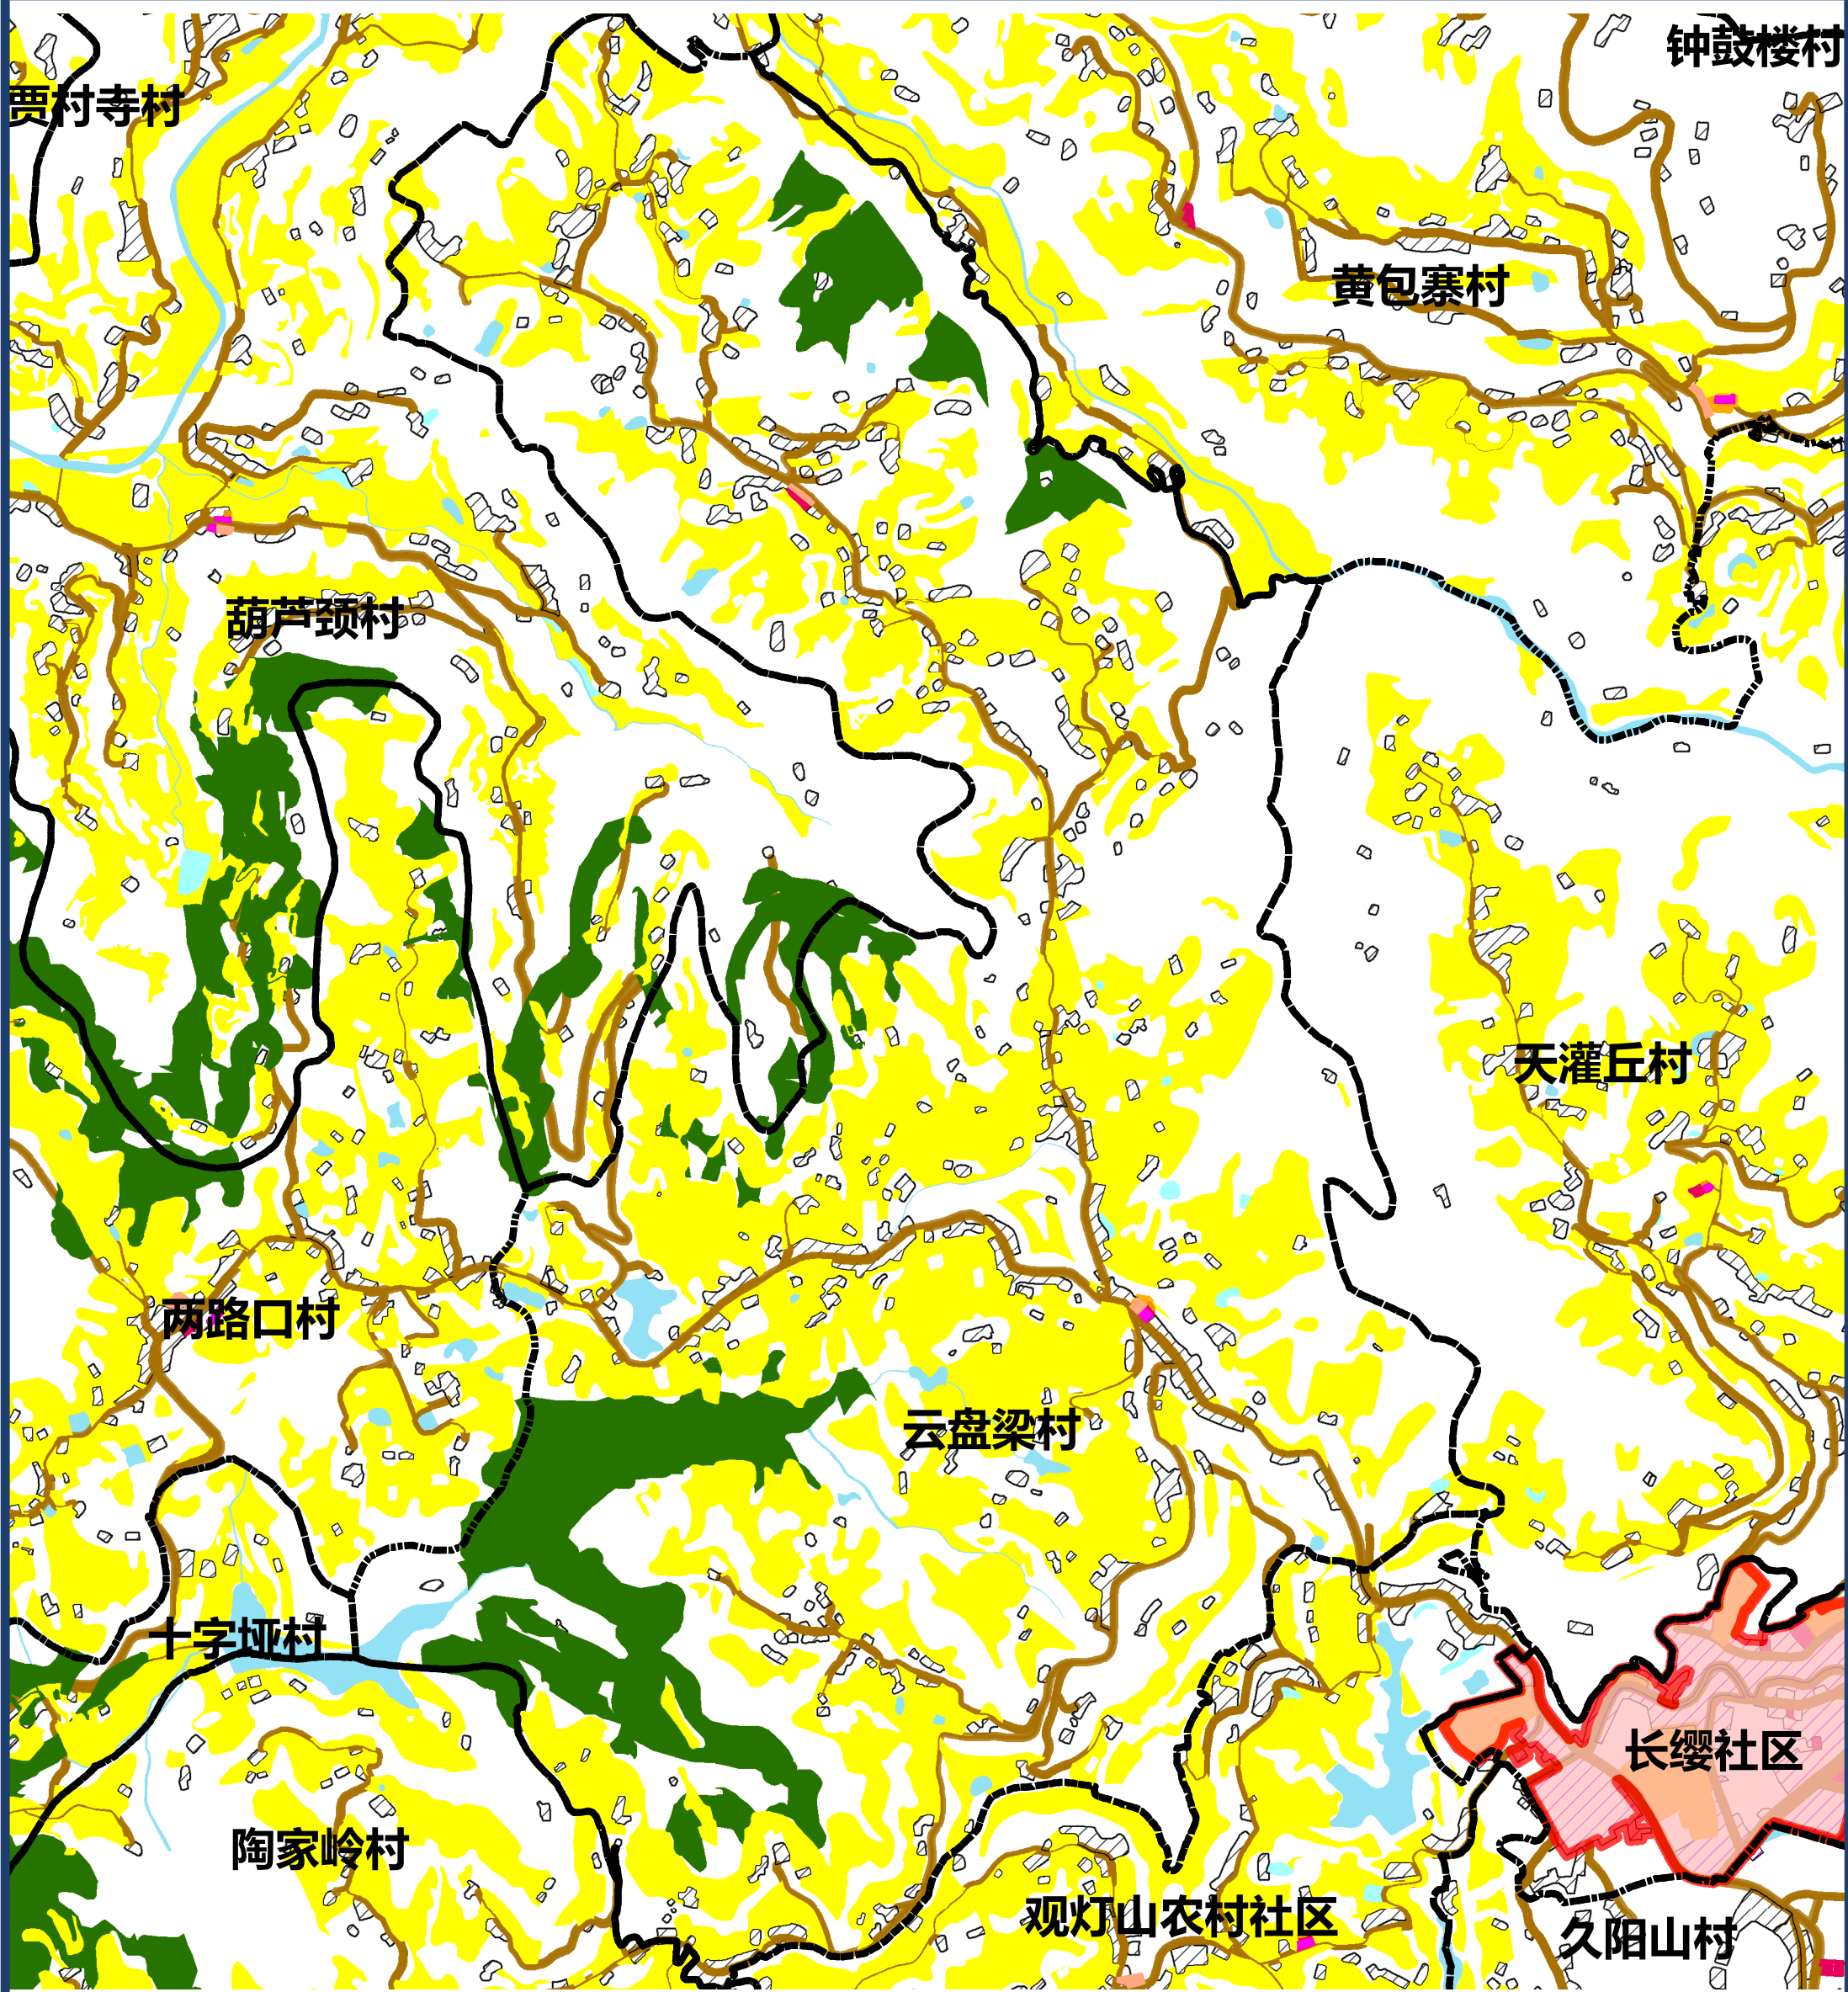 钟鼓楼村
贾村寺村
黄包寨村
葫芦颈村
天灌丘村
两路口村
云盘梁村
十字垭村
长缨社区
陶家岭村
观灯山农村社区
久阳山村